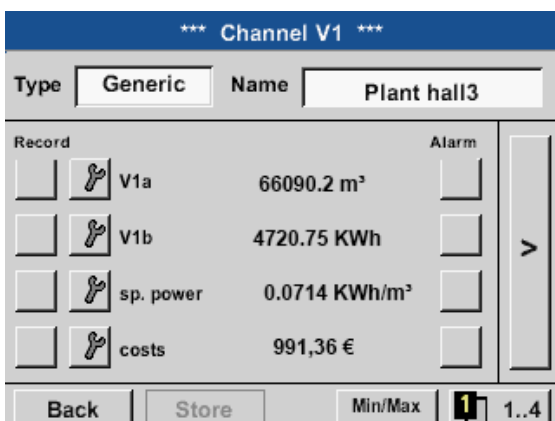 *** Channel V1 ***
Type Generic Name Plant hall3
Record Alarm
V1a 66090.2 m³
V1b 4720.75 KWh
>
sp. power 0.0714 KWh/m³
costs 991,36 €
Back Store Min/Max 1 1..4